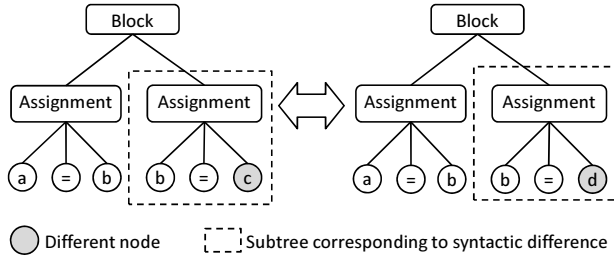 Block Block
Assignment Assignment Assignment Assignment
a = b b = c a = b b = d
Different node Subtree corresponding to syntactic difference